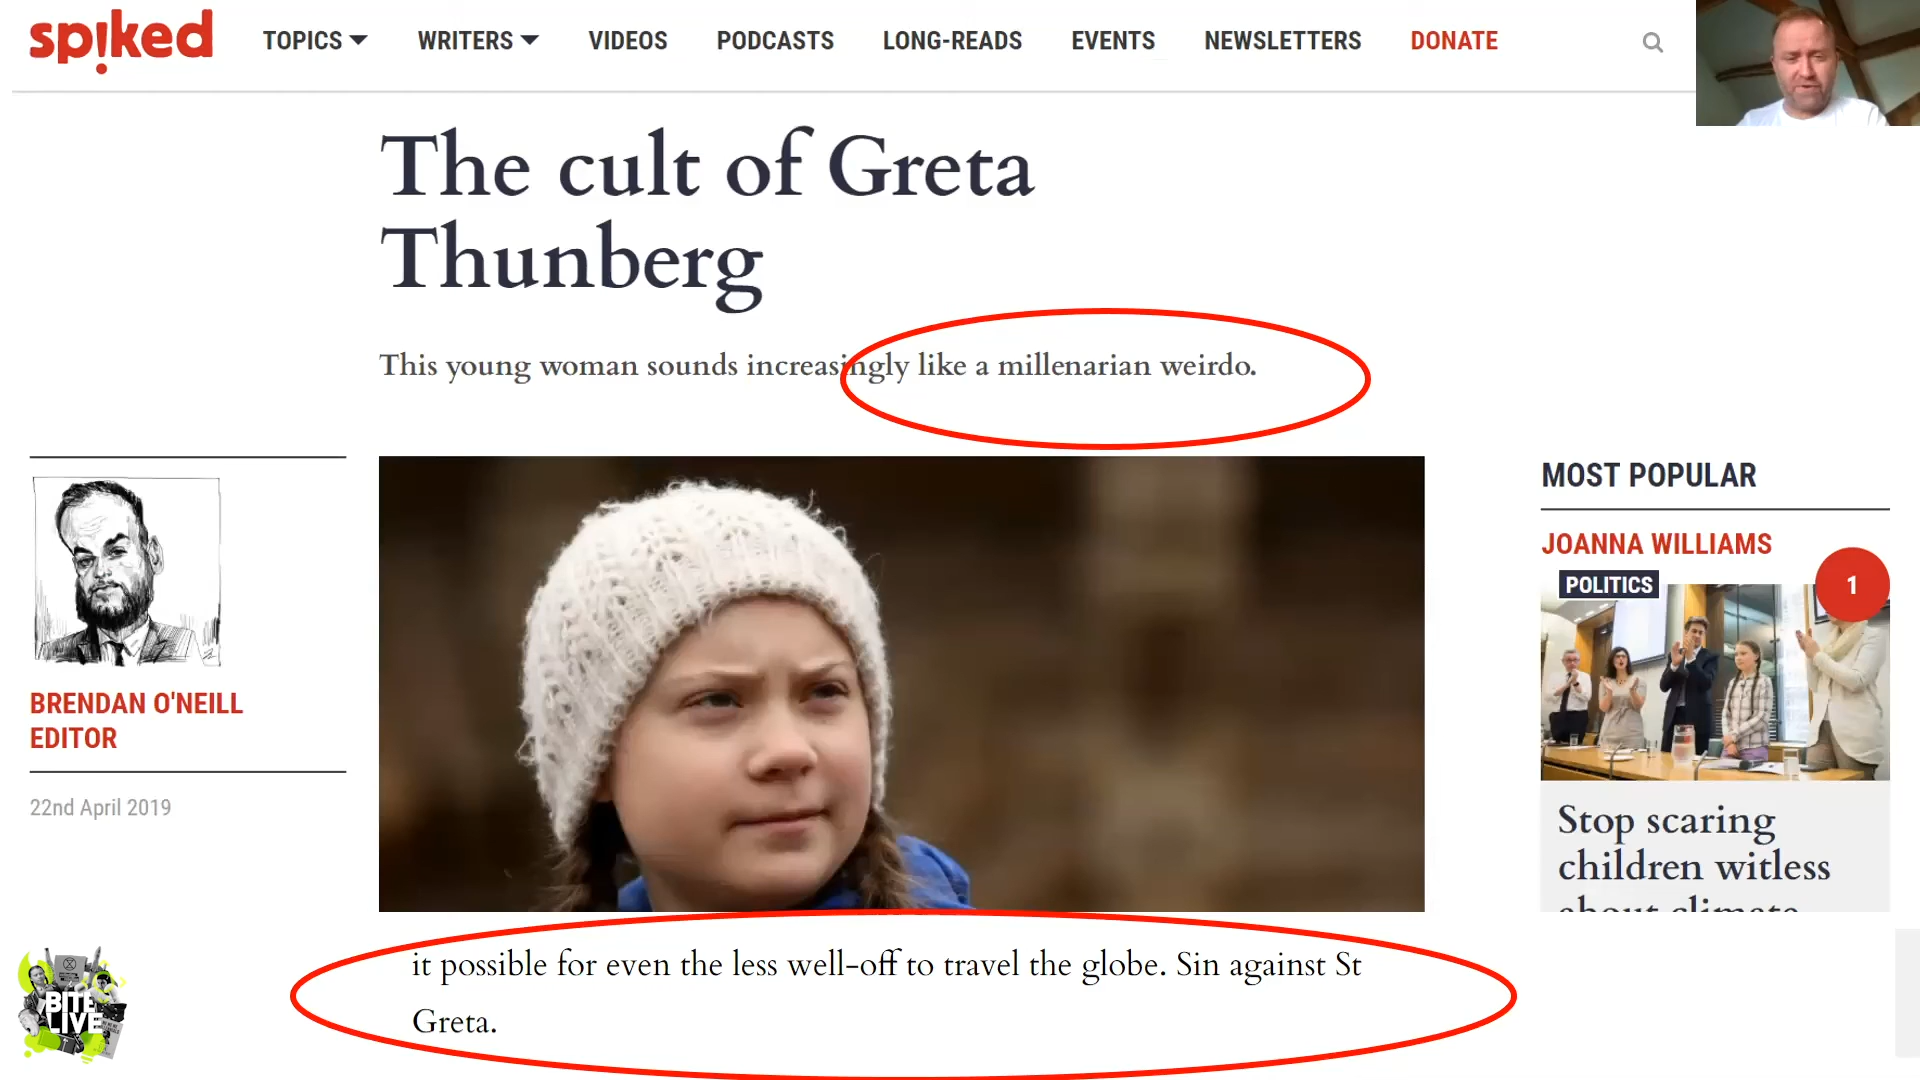 spiked
TOPICS
WRITERS
VIDEOS
PODCASTS
LONG-READS
EVENTS
NEWSLETTERS
DONATE
The cult of Greta
Thunberg
This young woman sounds increasingly like a millenarian weirdo.
BRENDAN O'NEILL
EDITOR
22nd April 2019
MOST POPULAR
JOANNA WILLIAMS
POLITICS
1
Stop scaring
children witless
about climate
it possible for even the less well-off to travel the globe. Sin against St
Greta.
BITE
LIVE